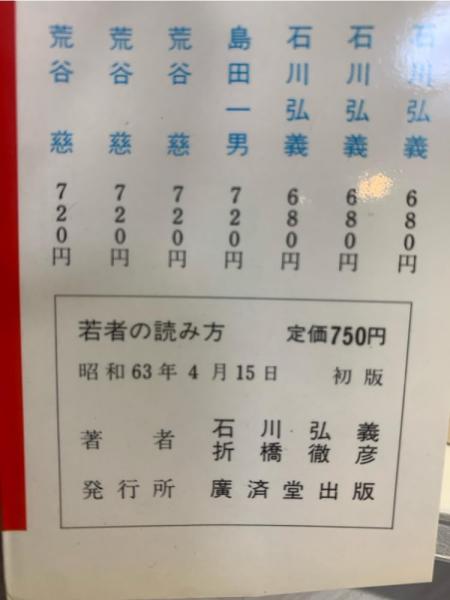 石川弘義 680円
石川弘義 680円
石川弘義 680円
島田一男 720円
荒谷 慈 720円
荒谷 慈 720円
荒谷 慈 720円
若者の読み方 定価750円
昭和63年4月15日 初版
著者 石川弘義
折橋徹彦
発行所 廣済堂出版